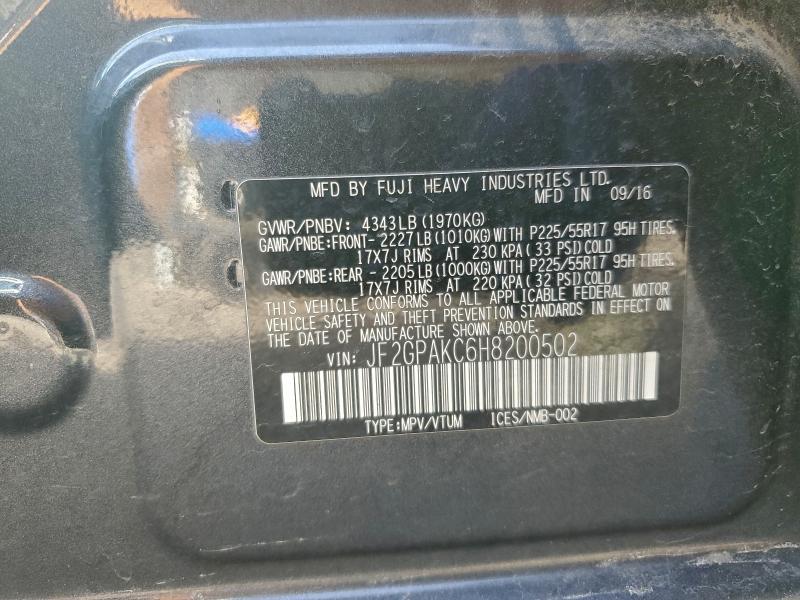 MFD BY FUJI HEAVY INDUSTRIES LTD.
MFD IN 09/16
GVWR/PNBV: 4343LB(1970KG)
GAWR/PNBE:FRONT- 2227LB(1010KG)WITH P225/55R17 95H TIRES.
17X7J RIMS AT 230 KPA(33 PSI)COLD
GAWR/PNBE:REAR - 2205LB(1000KG)WITH P225/55R17 95H TIRES.
17X7J RIMS AT 220 KPA(32 PSI)COLD
THIS VEHICLE CONFORMS TO ALL APPLICABLE FEDERAL MOTOR
VEHICLE SAFETY AND THEFT PREVENTION STANDARDS IN EFFECT ON
THE DATE OF MANUFACTURE SHOWN ABOVE.
VIN: JF2GPAKC6H8200502
TYPE:MPV/VTUM ICES/NMB-002